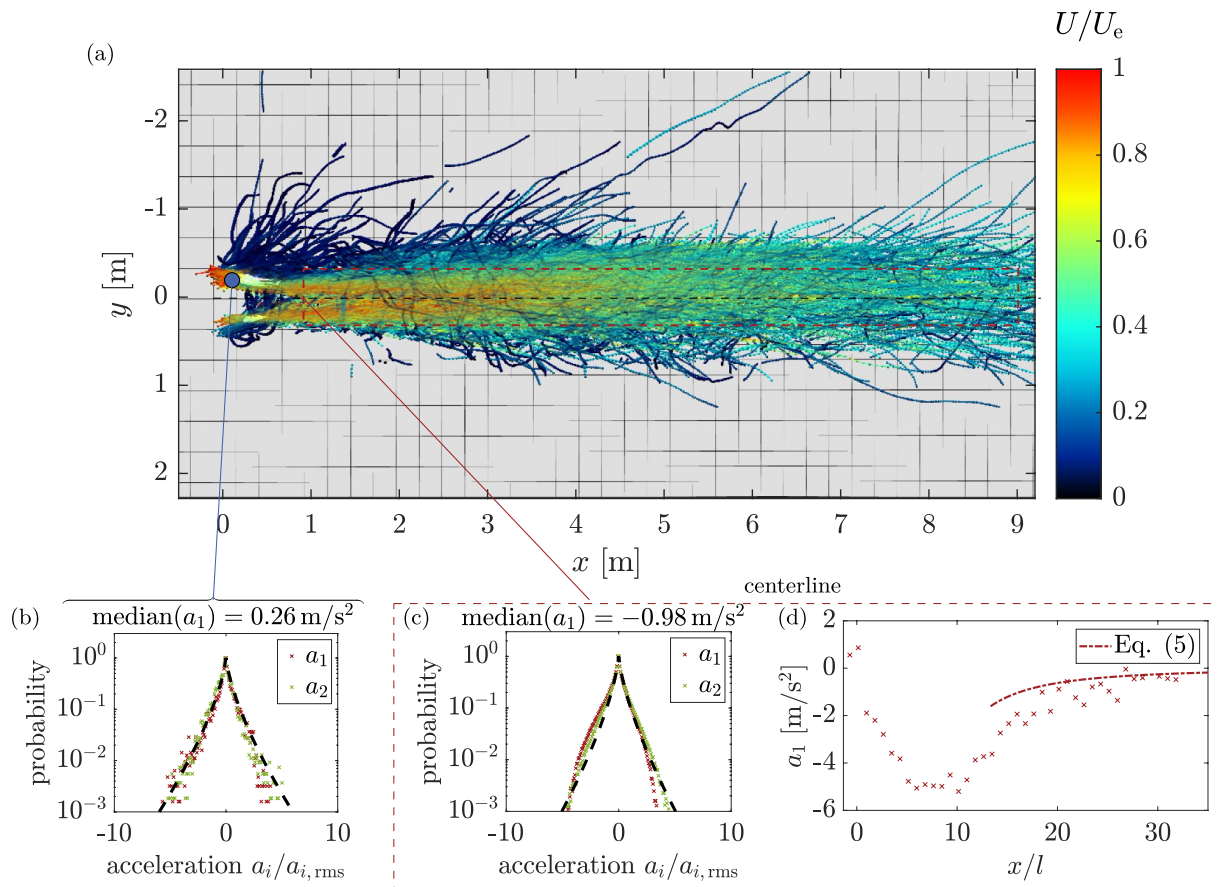 U/U_e
(a)
1
0.8
0.6
0.4
0.2
0
-2
-1
0
1
2
y [m]
0 1 2 3 4 5 6 7 8 9
x [m]
centerline
(b)
median(a_1) = 0.26 m/s^2
a_1
a_2
10^0
10^-1
10^-2
10^-3
probability
-10 0 10
acceleration a_i/a_i, rms
(c)
median(a_1) = −0.98 m/s^2
a_1
a_2
10^0
10^-1
10^-2
10^-3
probability
-10 0 10
acceleration a_i/a_i, rms
(d)
Eq. (5)
2
0
-2
-4
-6
a_1 [m/s^2]
0 10 20 30
x/l